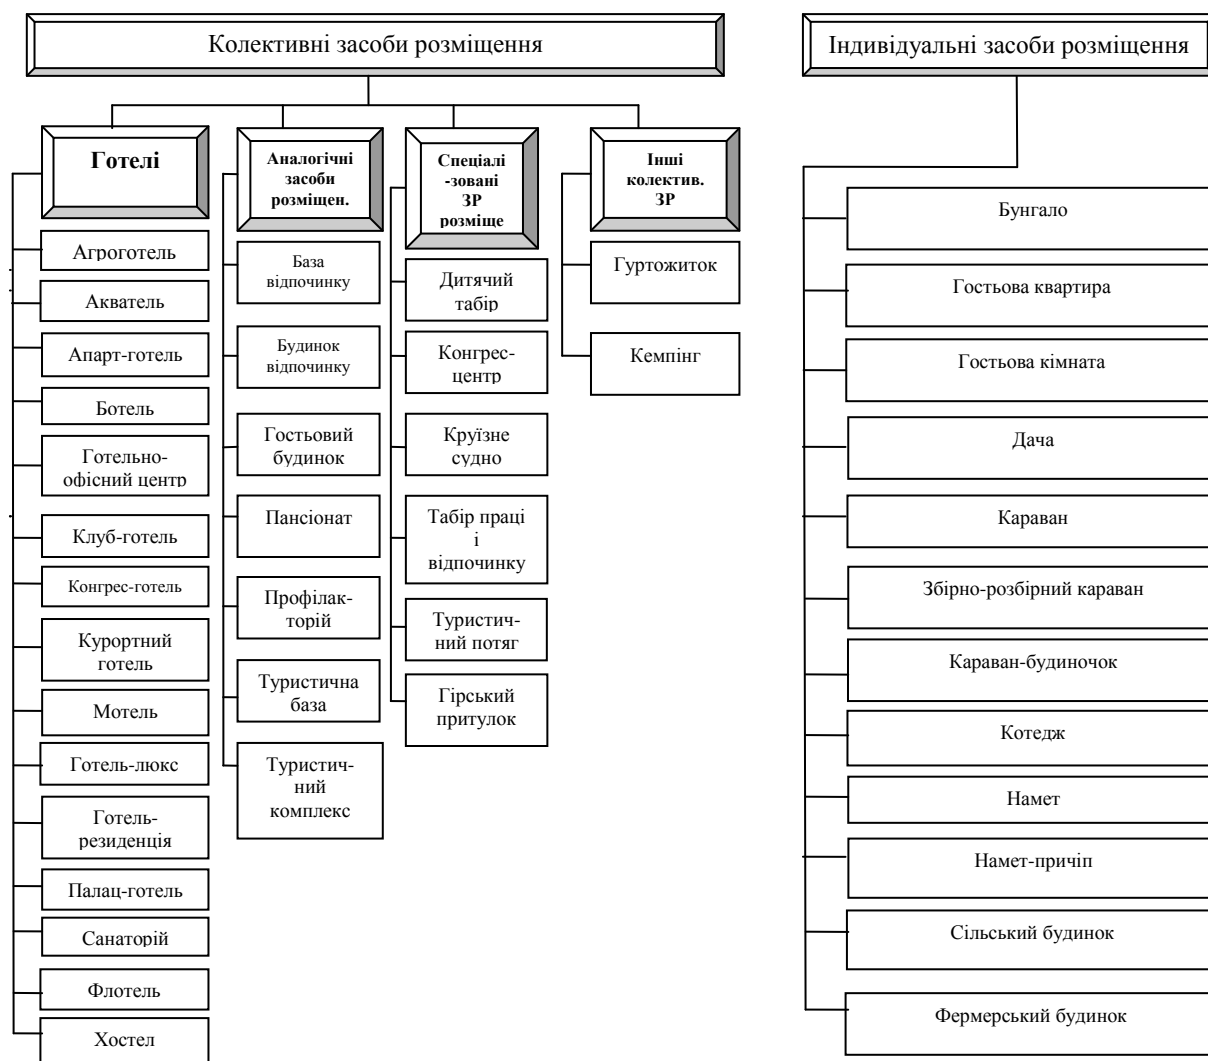 Колективні засоби розміщення
Індивідуальні засоби розміщення
Готелі
Агроготель
Акватель
Апарт-готель
Ботель
Готельно-
офісний центр
Клуб-готель
Конгрес-готель
Курортний
готель
Мотель
Готель-люкс
Готель-
резиденція
Палац-готель
Санаторій
Флотель
Хостел
Аналогічні
засоби
розміщен.
База
відпочинку
Будинок
відпочинку
Гостьовий
будинок
Пансіонат
Профілак-
торій
Туристична
база
Туристич-
ний
комплекс
Спеціалі
-зовані
ЗР
розміще
Дитячий
табір
Конгрес-
центр
Круїзне
судно
Табір праці
і
відпочинку
Туристич-
ний потяг
Гірський
притулок
Інші
колектив.
ЗР
Гуртожиток
Кемпінг
Бунгало
Гостьова квартира
Гостьова кімната
Дача
Караван
Збірно-розбірний караван
Караван-будиночок
Котедж
Намет
Намет-причіп
Сільський будинок
Фермерський будинок